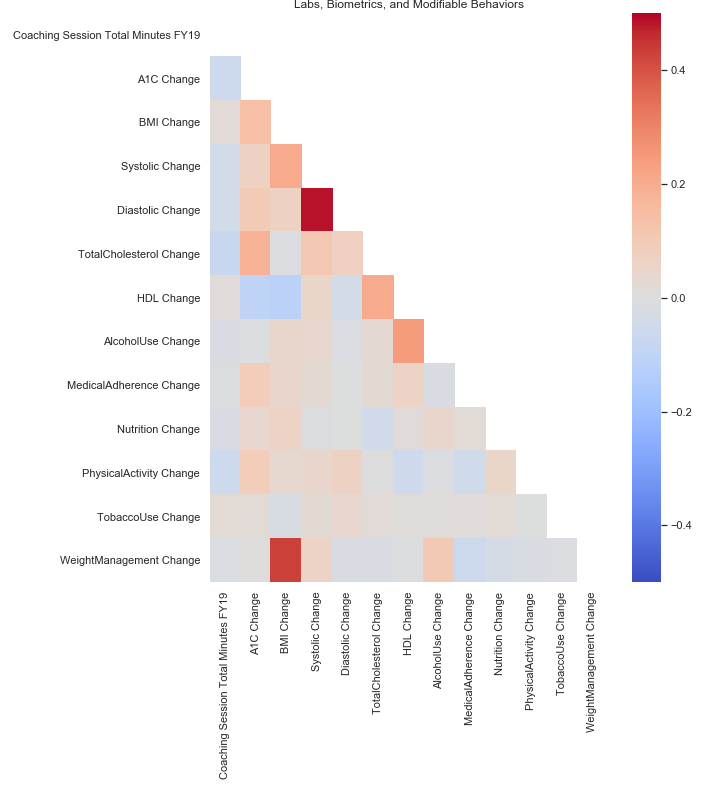 Labs, Biometrics, and Modifiable Behaviors
Coaching Session Total Minutes FY19
A1C Change
BMI Change
Systolic Change
Diastolic Change
TotalCholesterol Change
HDL Change
AlcoholUse Change
MedicalAdherence Change
Nutrition Change
PhysicalActivity Change
TobaccoUse Change
WeightManagement Change
Coaching Session Total Minutes FY19
A1C Change
BMI Change
Systolic Change
Diastolic Change
TotalCholesterol Change
HDL Change
AlcoholUse Change
MedicalAdherence Change
Nutrition Change
PhysicalActivity Change
TobaccoUse Change
WeightManagement Change
0.4
0.2
0.0
−0.2
−0.4